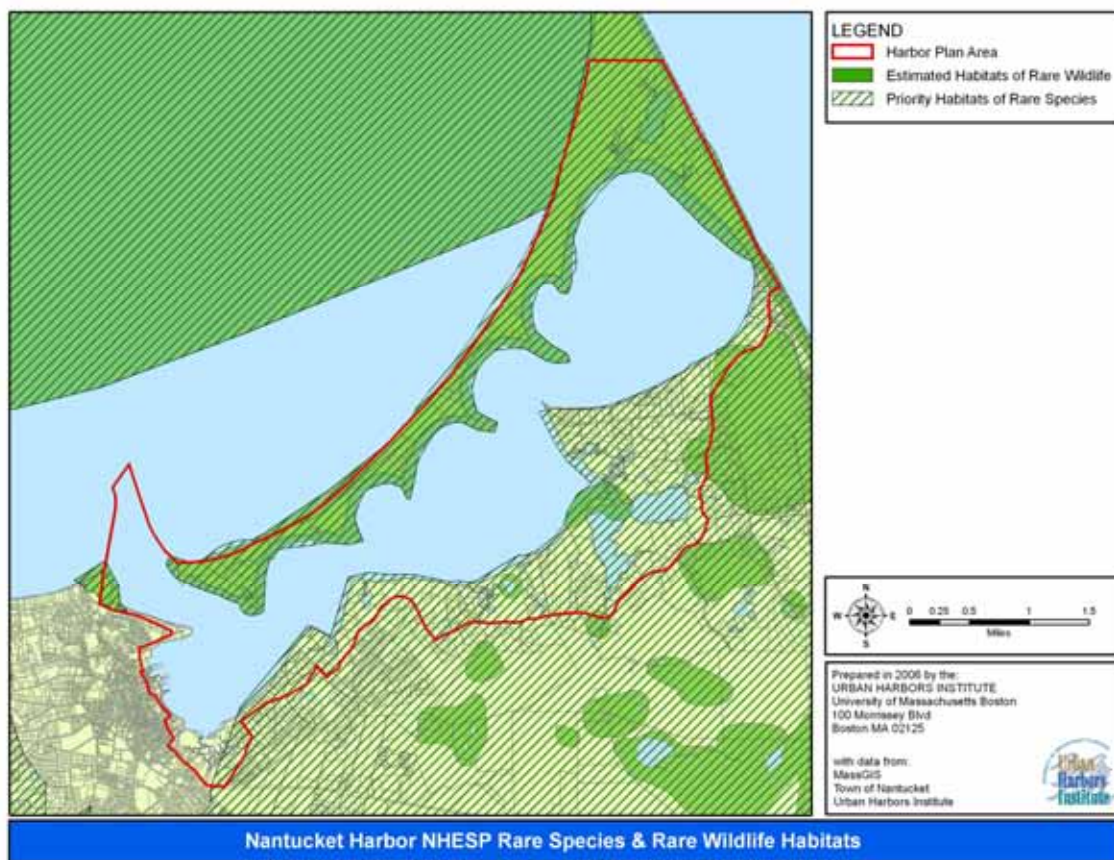 LEGEND
Harbor Plan Area
Estimated Habitats of Rare Wildlife
Priority Habitats of Rare Species
N
W E
S
0 0.25 0.5 1 1.5
Miles
Prepared in 2006 by the:
URBAN HARBORS INSTITUTE
University of Massachusetts Boston
100 Morrissey Blvd
Boston MA 02125
with data from:
MassGIS
Town of Nantucket
Urban Harbors Institute
Urban
Harbors
Institute
Nantucket Harbor NHESP Rare Species & Rare Wildlife Habitats